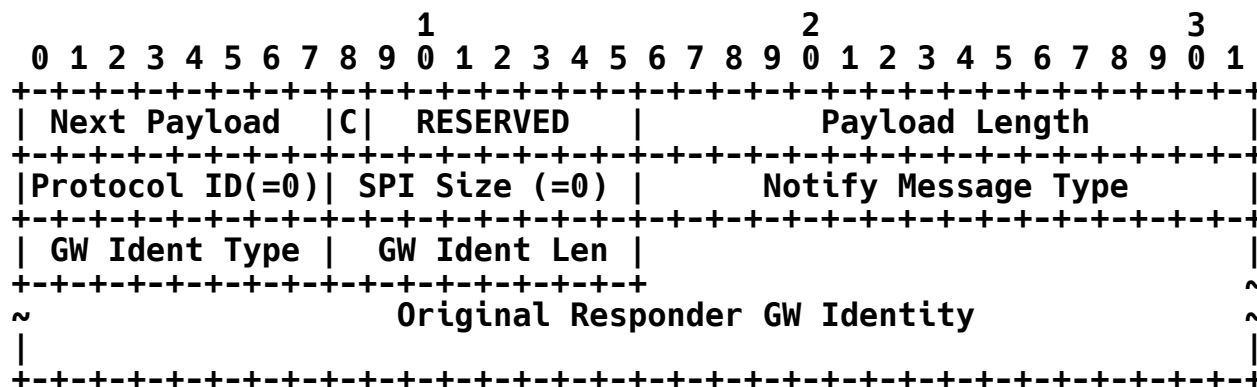 1                   2                   3
 0 1 2 3 4 5 6 7 8 9 0 1 2 3 4 5 6 7 8 9 0 1 2 3 4 5 6 7 8 9 0 1
+-+-+-+-+-+-+-+-+-+-+-+-+-+-+-+-+-+-+-+-+-+-+-+-+-+-+-+-+-+-+-+-+
| Next Payload  |C|  RESERVED   |         Payload Length        |
+-+-+-+-+-+-+-+-+-+-+-+-+-+-+-+-+-+-+-+-+-+-+-+-+-+-+-+-+-+-+-+-+
|Protocol ID(=0)| SPI Size (=0) |      Notify Message Type      |
+-+-+-+-+-+-+-+-+-+-+-+-+-+-+-+-+-+-+-+-+-+-+-+-+-+-+-+-+-+-+-+-+
| GW Ident Type |  GW Ident Len |                               |
+-+-+-+-+-+-+-+-+-+-+-+-+-+-+-+-+                               ~
~                   Original Responder GW Identity              ~
|                                                               |
+-+-+-+-+-+-+-+-+-+-+-+-+-+-+-+-+-+-+-+-+-+-+-+-+-+-+-+-+-+-+-+-+